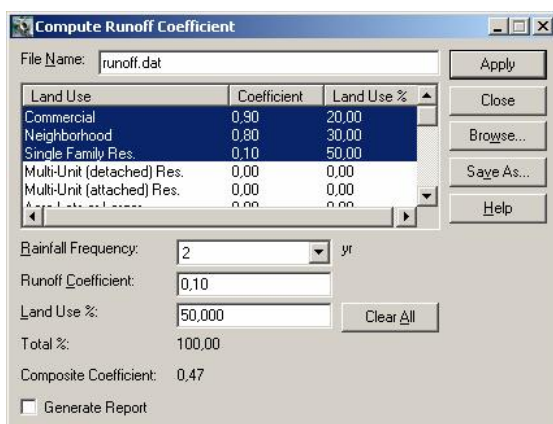 Compute Runoff Coefficient
File Name: runoff.dat
Apply
Land Use Coefficient Land Use %
Close
Commercial 0,90 20,00
Neighborhood 0,80 30,00
Browse...
Single Family Res. 0,10 50,00
Multi-Unit (detached) Res. 0,00 0,00
Save As...
Multi-Unit (attached) Res. 0,00 0,00
Help
Rainfall Frequency: 2 yr
Runoff Coefficient: 0,10
Land Use %: 50,000 Clear All
Total %: 100,00
Composite Coefficient: 0,47
Generate Report